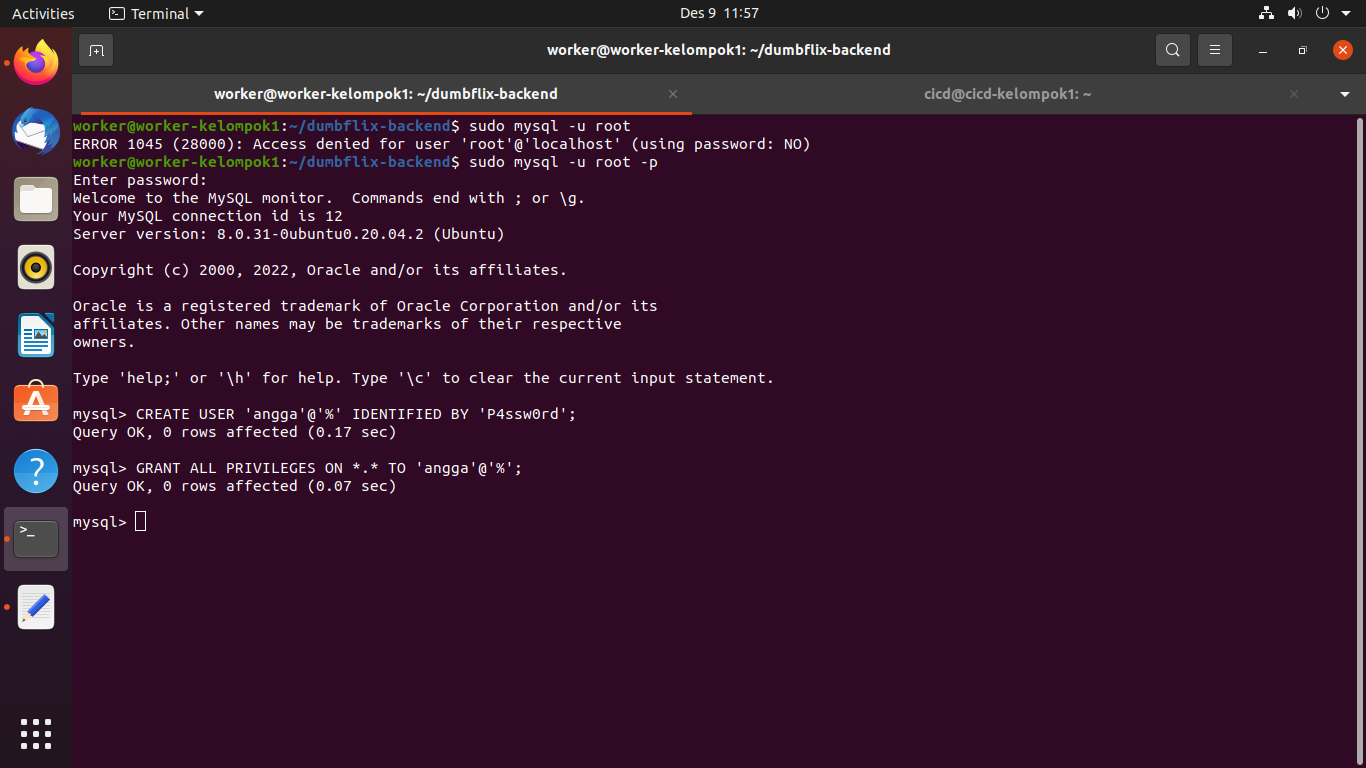 Activities
Terminal
Des 9 11:57
worker@worker-kelompok1: ~/dumbflix-backend
worker@worker-kelompok1: ~/dumbflix-backend
cicd@cicd-kelompok1: ~
worker@worker-kelompok1:~/dumbflix-backend$ sudo mysql -u root
ERROR 1045 (28000): Access denied for user 'root'@'localhost' (using password: NO)
worker@worker-kelompok1:~/dumbflix-backend$ sudo mysql -u root -p
Enter password:
Welcome to the MySQL monitor.  Commands end with ; or \g.
Your MySQL connection id is 12
Server version: 8.0.31-0ubuntu0.20.04.2 (Ubuntu)
Copyright (c) 2000, 2022, Oracle and/or its affiliates.
Oracle is a registered trademark of Oracle Corporation and/or its
affiliates. Other names may be trademarks of their respective
owners.
Type 'help;' or '\h' for help. Type '\c' to clear the current input statement.
mysql> CREATE USER 'angga'@'%' IDENTIFIED BY 'P4ssw0rd';
Query OK, 0 rows affected (0.17 sec)
mysql> GRANT ALL PRIVILEGES ON *.* TO 'angga'@'%';
Query OK, 0 rows affected (0.07 sec)
mysql>